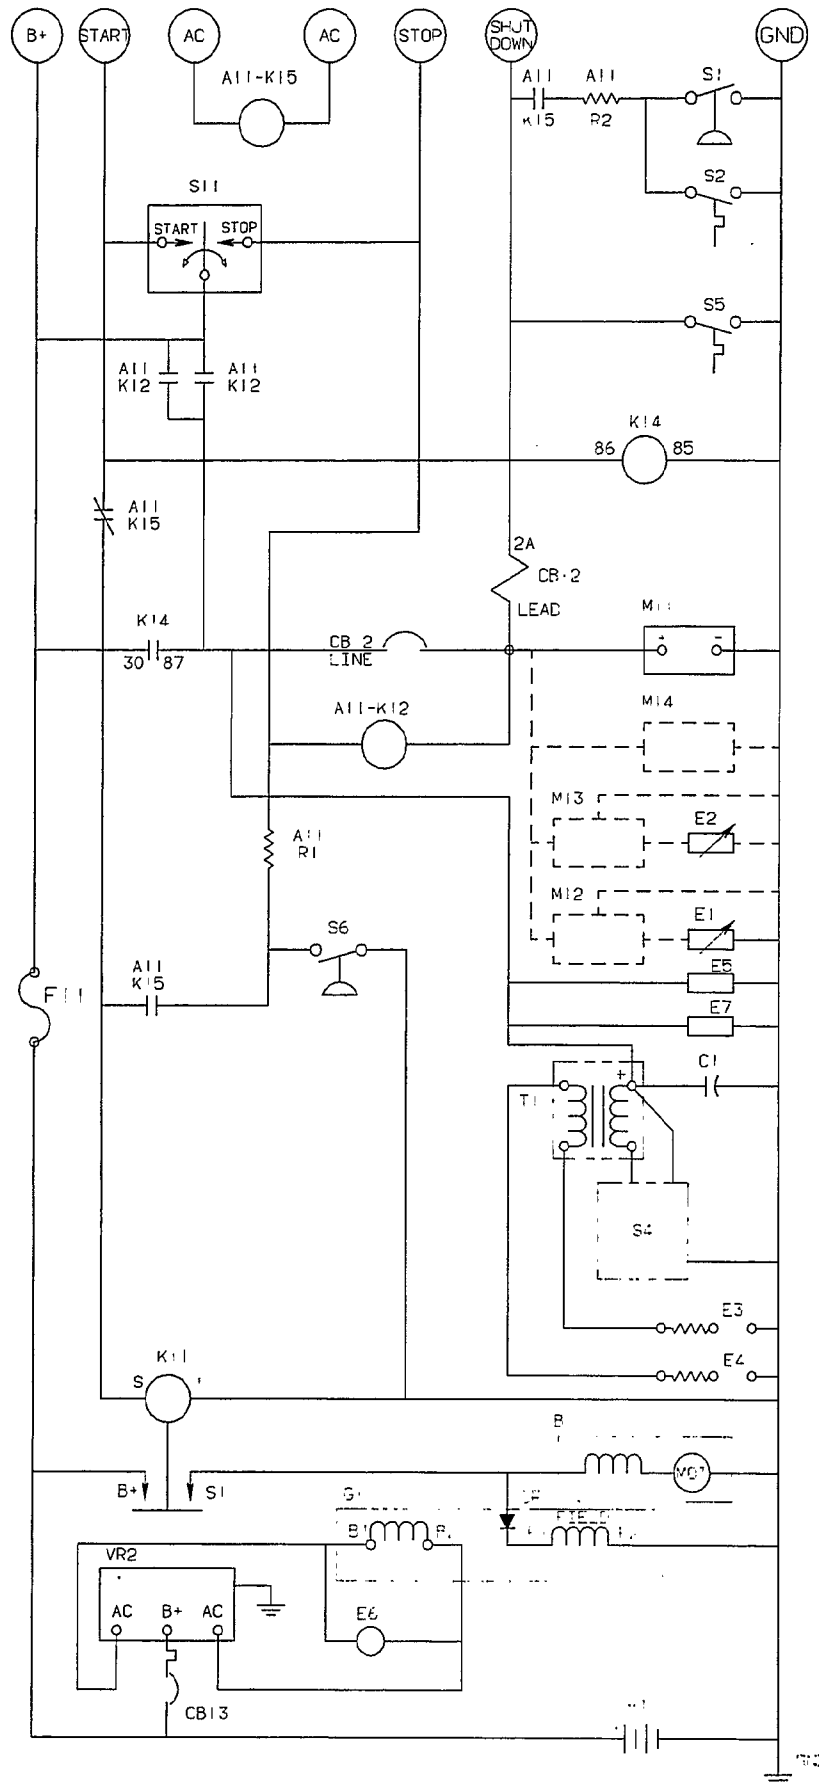 B+ START AC AC STOP SHUT DOWN GND
A11-K15
A11 A11 S1
K15 R2
S2
S11
START STOP
S5
A11 A11
K12 K12
K14
86 85
A11
K15
2A
CB-2
LEAD
K14
30 87
CB 2
LINE
M11
+ -
A11-K12
M14
M13
E2
A11
R1
M12
E1
S6
E5
A11
K15
F11
E7
C1
T1 +
S4
E3
E4
K11
S
B
B+ S1
MOT
G1
FIELD
B1
VR2
AC B+ AC
E6
CB13